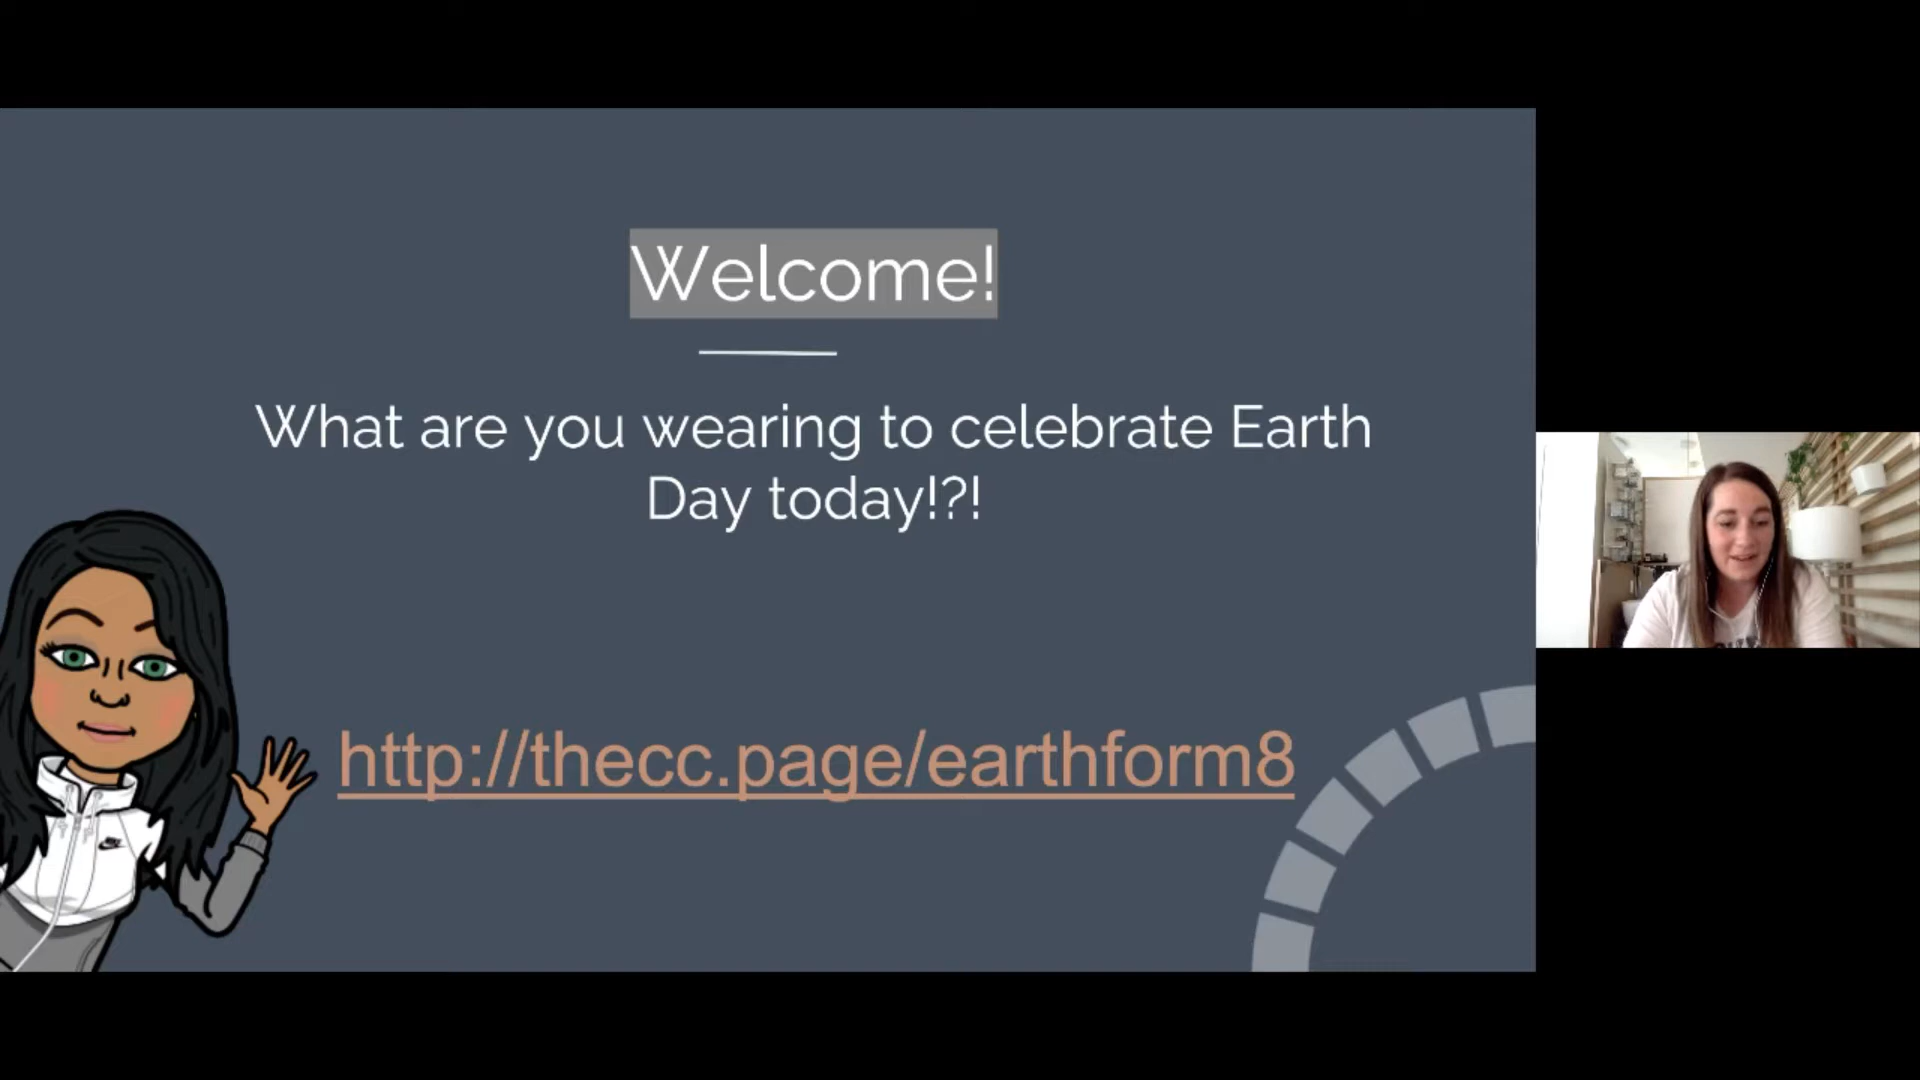 Welcome!
What are you wearing to celebrate Earth
Day today!?!
http://thecc.page/earthform8